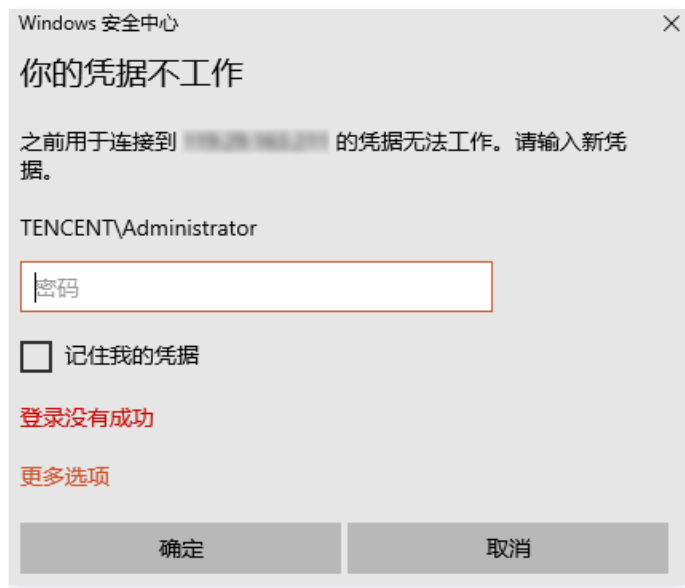 Windows 安全中心
你的凭据不工作
之前用于连接到 的凭据无法工作。请输入新凭
据。
TENCENT\Administrator
密码
记住我的凭据
登录没有成功
更多选项
确定
取消